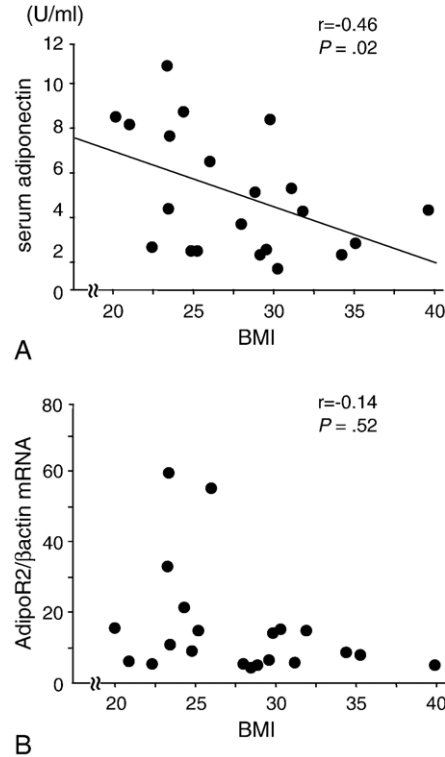 (U/ml)
r=-0.46
P = .02
12
10
8
6
4
2
0
serum adiponectin
20 25 30 35 40
BMI
A
r=-0.14
P = .52
80
60
40
20
0
AdipoR2/βactin mRNA
20 25 30 35 40
BMI
B